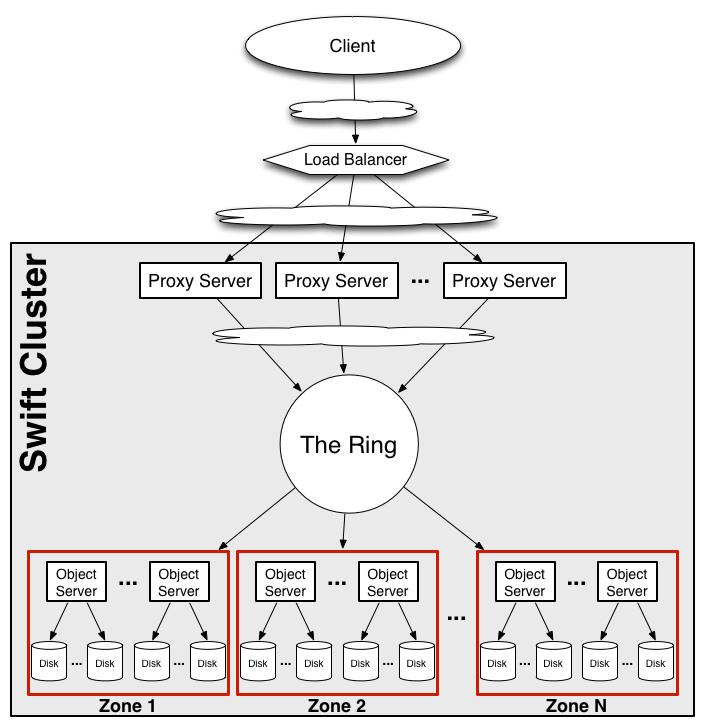 Client
Load Balancer
Swift Cluster
Proxy Server Proxy Server ... Proxy Server
The Ring
Object Server ... Object Server
Object Server ... Object Server
...
Object Server ... Object Server
Disk ... Disk Disk ... Disk
Disk ... Disk Disk ... Disk
Disk ... Disk Disk ... Disk
Zone 1
Zone 2
Zone N